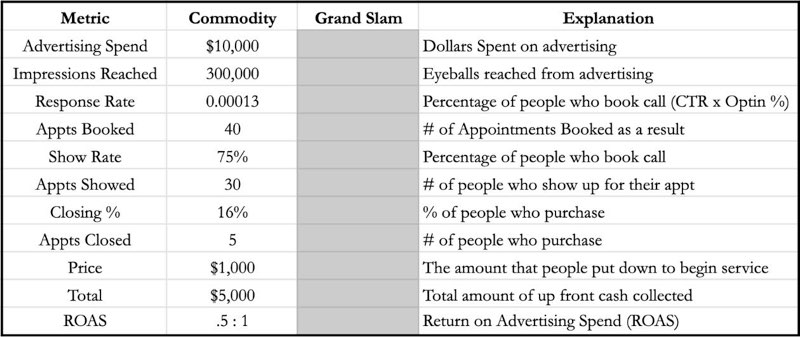 Metric Commodity Grand Slam Explanation
Advertising Spend $10,000 Dollars Spent on advertising
Impressions Reached 300,000 Eyeballs reached from advertising
Response Rate 0.00013 Percentage of people who book call (CTR x Optin %)
Appts Booked 40 # of Appointments Booked as a result
Show Rate 75% Percentage of people who book call
Appts Showed 30 # of people who show up for their appt
Closing % 16% % of people who purchase
Appts Closed 5 # of people who purchase
Price $1,000 The amount that people put down to begin service
Total $5,000 Total amount of up front cash collected
ROAS .5 : 1 Return on Advertising Spend (ROAS)